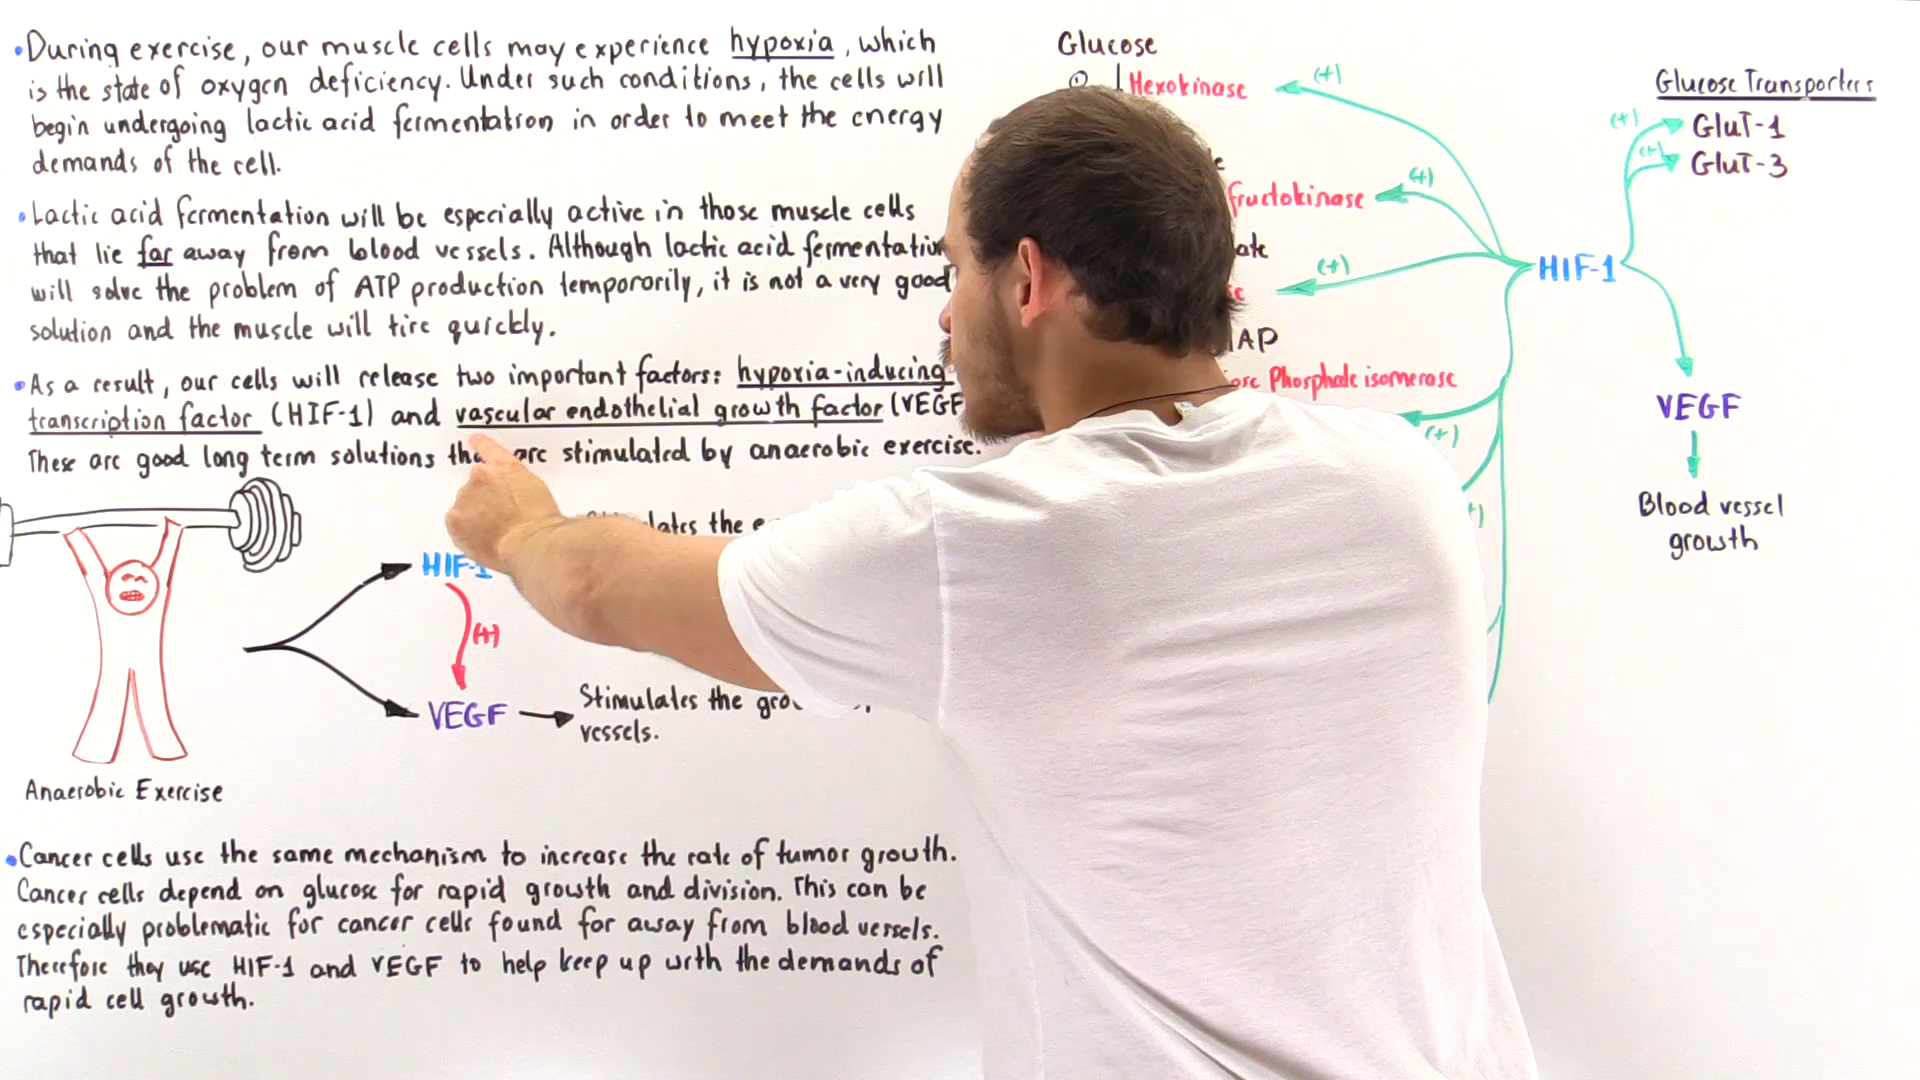 •During exercise, our muscle cells may experience hypoxia, which
is the state of oxygen deficiency. Under such conditions, the cells will
begin undergoing lactic acid fermentation in order to meet the energy
demands of the cell.
•Lactic acid fermentation will be especially active in those muscle cells
that lie far away from blood vessels. Although lactic acid fermentation
will solve the problem of ATP production temporarily, it is not a very good
solution and the muscle will tire quickly.
•As a result, our cells will release two important factors: hypoxia-inducing
transcription factor (HIF-1) and vascular endothelial growth factor (VEGF
These are good long term solutions are stimulated by anaerobic exercise.
the
HIF-1
(+)
VEGF
Stimulates the
vessels.
Anaerobic Exercise
•Cancer cells use the same mechanism to increase the rate of tumor growth.
Cancer cells depend on glucose for rapid growth and division. This can be
especially problematic for cancer cells found far away from blood vessels.
Therefore they use HIF-1 and VEGF to help keep up with the demands of
rapid cell growth.
Glucose
①
Hexokinase
(+)
fructokinase
(+)
(+)
AP
Phosphate isomerase
(+)
HIF-1
Glucose Transporters
(+)
GluT-1
(+)
GluT-3
VEGF
Blood vessel
growth